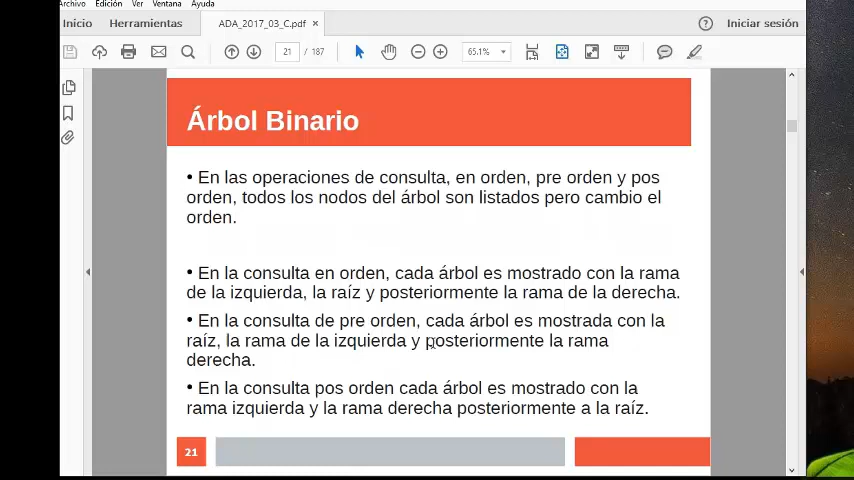 Archivo Edición Ver Ventana Ayuda
Inicio Herramientas ADA_2017_03_C.pdf × ? Iniciar sesión
21 / 187 65.1%
Árbol Binario
• En las operaciones de consulta, en orden, pre orden y pos
orden, todos los nodos del árbol son listados pero cambio el
orden.
• En la consulta en orden, cada árbol es mostrado con la rama
de la izquierda, la raíz y posteriormente la rama de la derecha.
• En la consulta de pre orden, cada árbol es mostrada con la
raíz, la rama de la izquierda y posteriormente la rama
derecha.
• En la consulta pos orden cada árbol es mostrado con la
rama izquierda y la rama derecha posteriormente a la raíz.
21